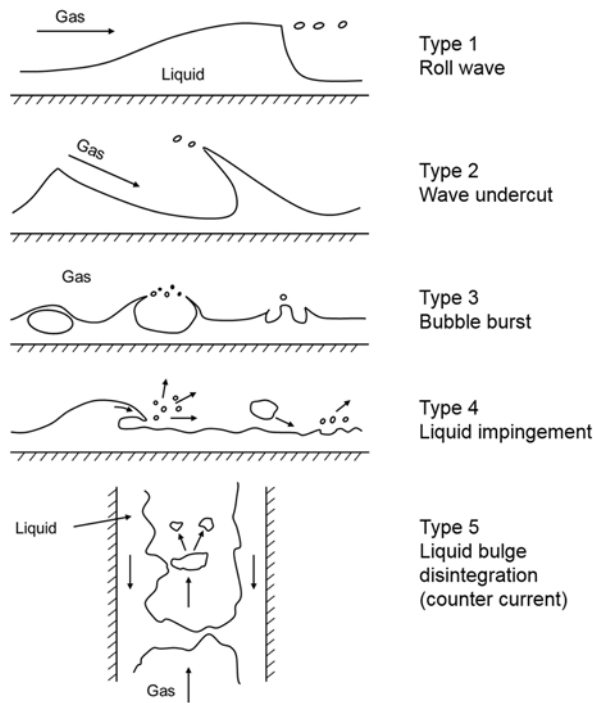 Gas
Liquid
Type 1
Roll wave
Gas
Type 2
Wave undercut
Gas
Type 3
Bubble burst
Type 4
Liquid impingement
Liquid
Type 5
Liquid bulge
disintegration
(counter current)
Gas